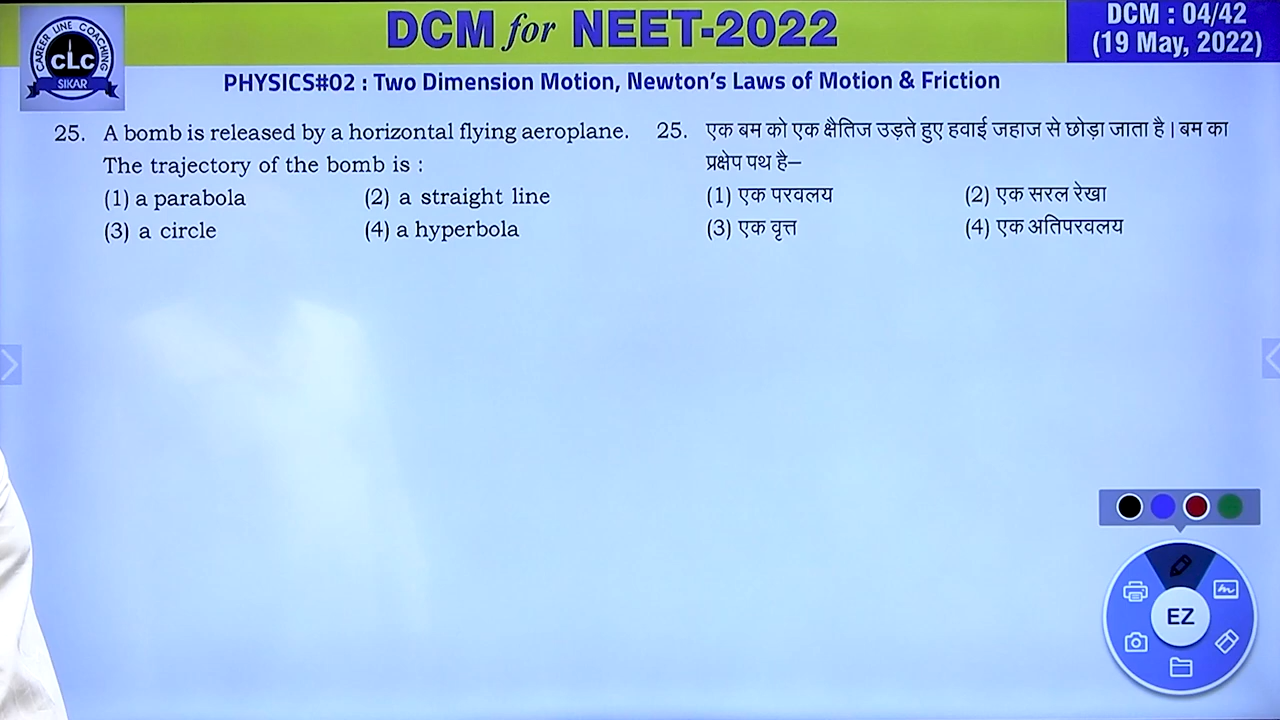 DCM for NEET-2022
DCM : 04/42
(19 May, 2022)
CAREER LINE COACHING
CLC
SIKAR
PHYSICS#02 : Two Dimension Motion, Newton's Laws of Motion & Friction
25. A bomb is released by a horizontal flying aeroplane.
The trajectory of the bomb is :
(1) a parabola (2) a straight line
(3) a circle (4) a hyperbola
25. एक बम को एक क्षैतिज उड़ते हुए हवाई जहाज से छोड़ा जाता है। बम का
प्रक्षेप पथ है–
(1) एक परवलय (2) एक सरल रेखा
(3) एक वृत्त (4) एक अतिपरवलय
EZ